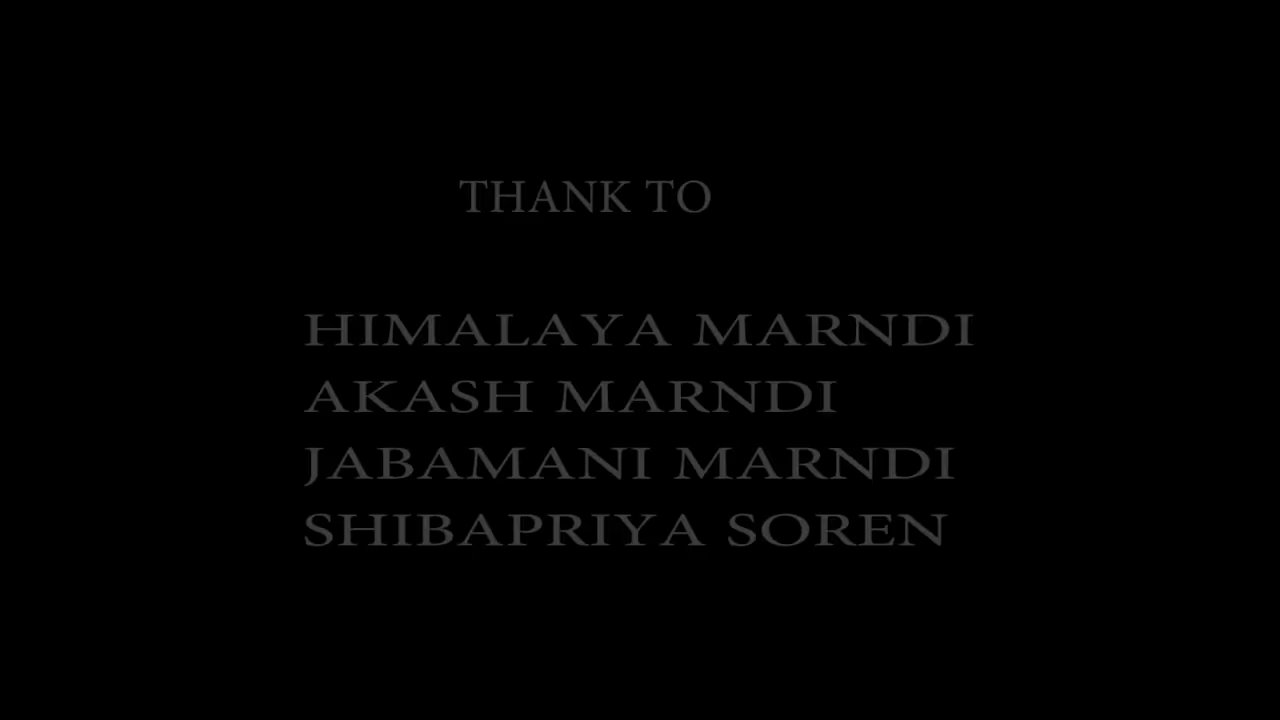 THANK TO
HIMALAYA MARNDI
AKASH MARNDI
JABAMANI MARNDI
SHIBAPRIYA SOREN